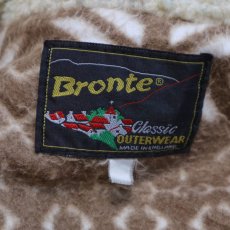 Bronte®
Classic
OUTERWEAR
MADE IN ENGLAND